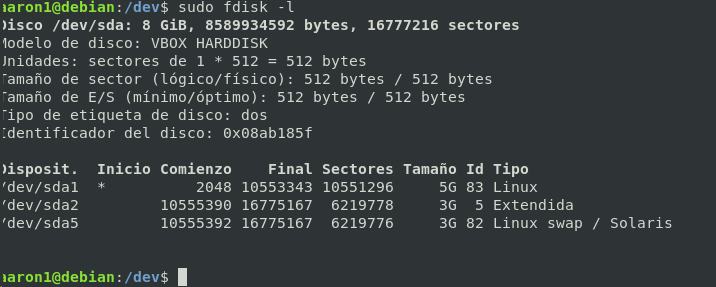 aaron1@debian:/dev$ sudo fdisk -l
Disco /dev/sda: 8 GiB, 8589934592 bytes, 16777216 sectores
Modelo de disco: VBOX HARDDISK
Unidades: sectores de 1 * 512 = 512 bytes
Tamaño de sector (lógico/físico): 512 bytes / 512 bytes
Tamaño de E/S (mínimo/óptimo): 512 bytes / 512 bytes
Tipo de etiqueta de disco: dos
Identificador del disco: 0x08ab185f
Disposit.  Inicio Comienzo    Final Sectores Tamaño Id Tipo
/dev/sda1  *          2048 10553343 10551296     5G 83 Linux
/dev/sda2         10555390 16775167  6219778     3G  5 Extendida
/dev/sda5         10555392 16775167  6219776     3G 82 Linux swap / Solaris
aaron1@debian:/dev$